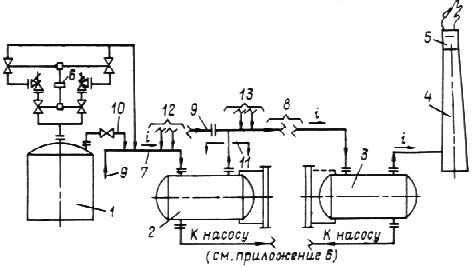 5
6
13
4
10
12
9
8
i
i
i
11
7
3
9
1
2
К насосу
К насосу
(см. приложение 6)